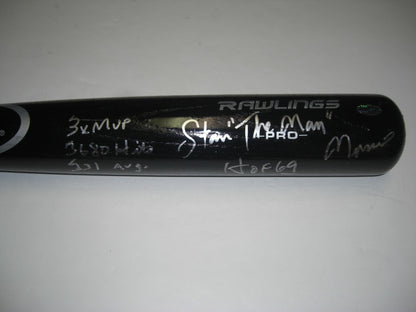 RAWLINGS
3x MVP
Stan "The Man" Musial
PRO
3630 Hits
331 Avg.
HOF 69